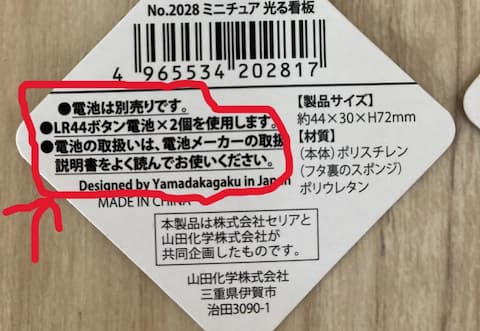 No.2028 ミニチュア 光る看板
4 965534 202817
●電池は別売りです。
●LR44ボタン電池×2個を使用します。
●電池の取扱いは、電池メーカーの取扱
説明書をよく読んでお使いください。
Designed by Yamadakagaku in Japan
MADE IN CHINA
【製品サイズ】
約44×30×H72mm
【材質】
(本体)ポリスチレン
(フタ裏のスポンジ)
ポリウレタン
本製品は株式会社セリアと
山田化学株式会社が
共同企画したものです。
山田化学株式会社
三重県伊賀市
治田3090-1